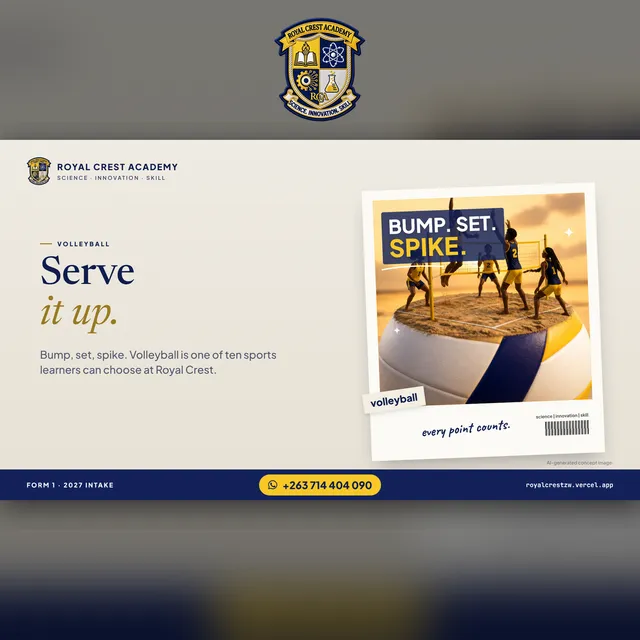 ROYAL CREST ACADEMY
RCA
SCIENCE. INNOVATION. SKILL
ROYAL CREST ACADEMY
SCIENCE · INNOVATION · SKILL
VOLLEYBALL
Serve
it up.
Bump, set, spike. Volleyball is one of ten sports
learners can choose at Royal Crest.
BUMP. SET.
SPIKE.
2
volleyball
every point counts.
science | innovation | skill
AI-generated concept image
FORM 1 · 2027 INTAKE
+263 714 404 090
royalcrestzw.vercel.app